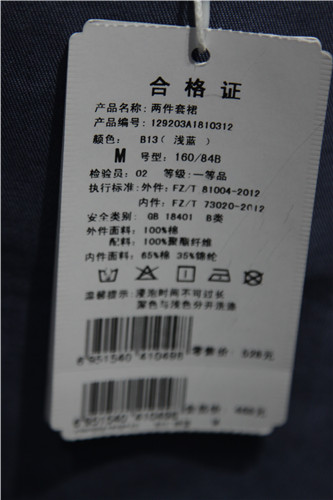 合格证
产品名称: 两件套裙
产品编号: 129203A1810312
颜色: B13( 浅蓝 )
M 号型: 160/84B
检验员: 02 等级: 一等品
执行标准: 外件: FZ/T 81004-2012
内件: FZ/T 73020-2012
安全类别: GB 18401 B类
外件面料: 100%棉
配料: 100%聚酯纤维
内件面料: 65%棉 35%锦纶
温馨提示: 浸泡时间不可过长
深色与浅色分开洗涤
6 951560 610686 零售价: 528元